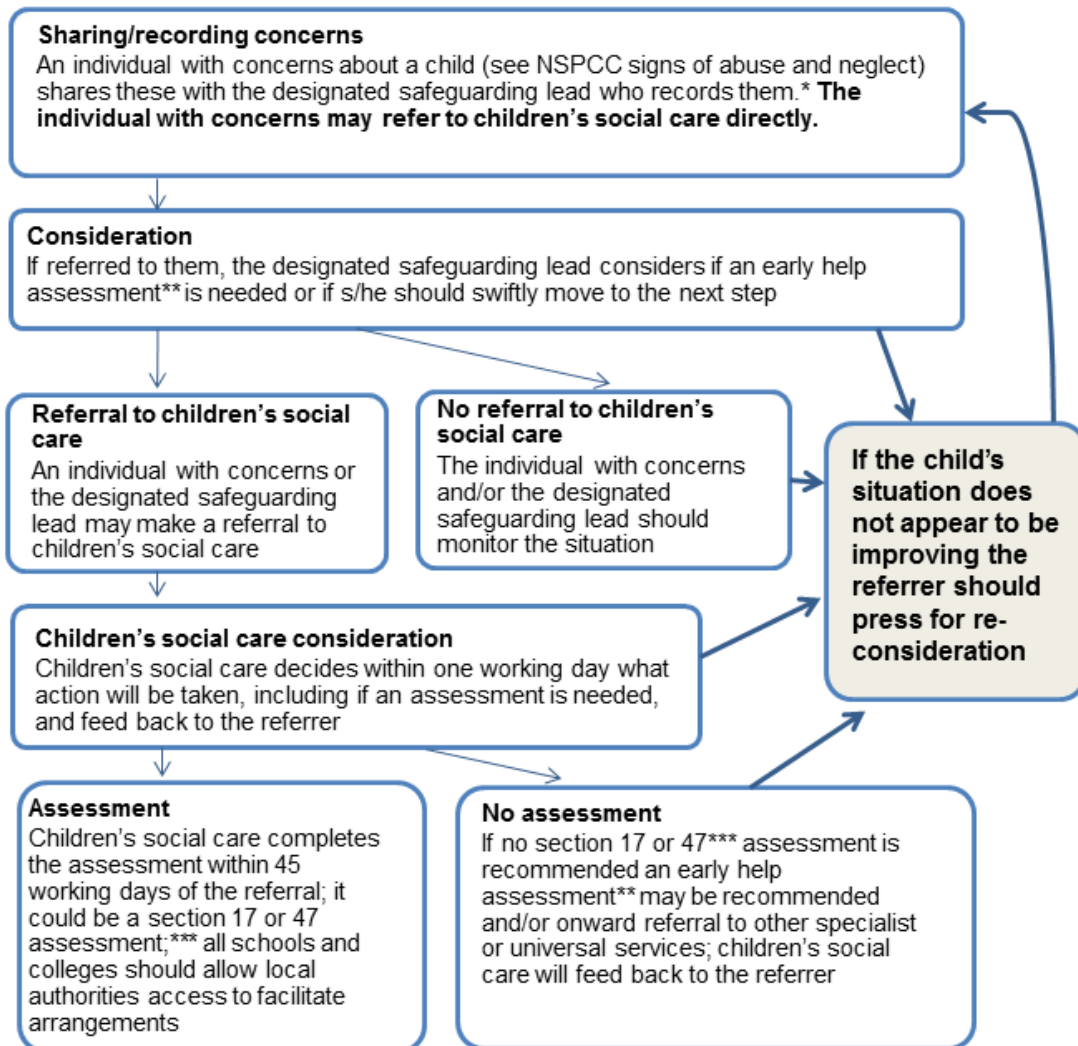 Sharing/recording concerns
An individual with concerns about a child (see NSPCC signs of abuse and neglect)
shares these with the designated safeguarding lead who records them.* The
individual with concerns may refer to children's social care directly.
Consideration
If referred to them, the designated safeguarding lead considers if an early help
assessment** is needed or if s/he should swiftly move to the next step
Referral to children's social
care
An individual with concerns or
the designated safeguarding
lead may make a referral to
children's social care
No referral to children's
social care
The individual with concerns
and/or the designated
safeguarding lead should
monitor the situation
If the child's
situation does
not appear to be
improving the
referrer should
press for re-
consideration
Children's social care consideration
Children's social care decides within one working day what
action will be taken, including if an assessment is needed,
and feed back to the referrer
Assessment
Children's social care completes
the assessment within 45
working days of the referral; it
could be a section 17 or 47
assessment;*** all schools and
colleges should allow local
authorities access to facilitate
arrangements
No assessment
If no section 17 or 47*** assessment is
recommended an early help
assessment** may be recommended
and/or onward referral to other specialist
or universal services; children's social
care will feed back to the referrer